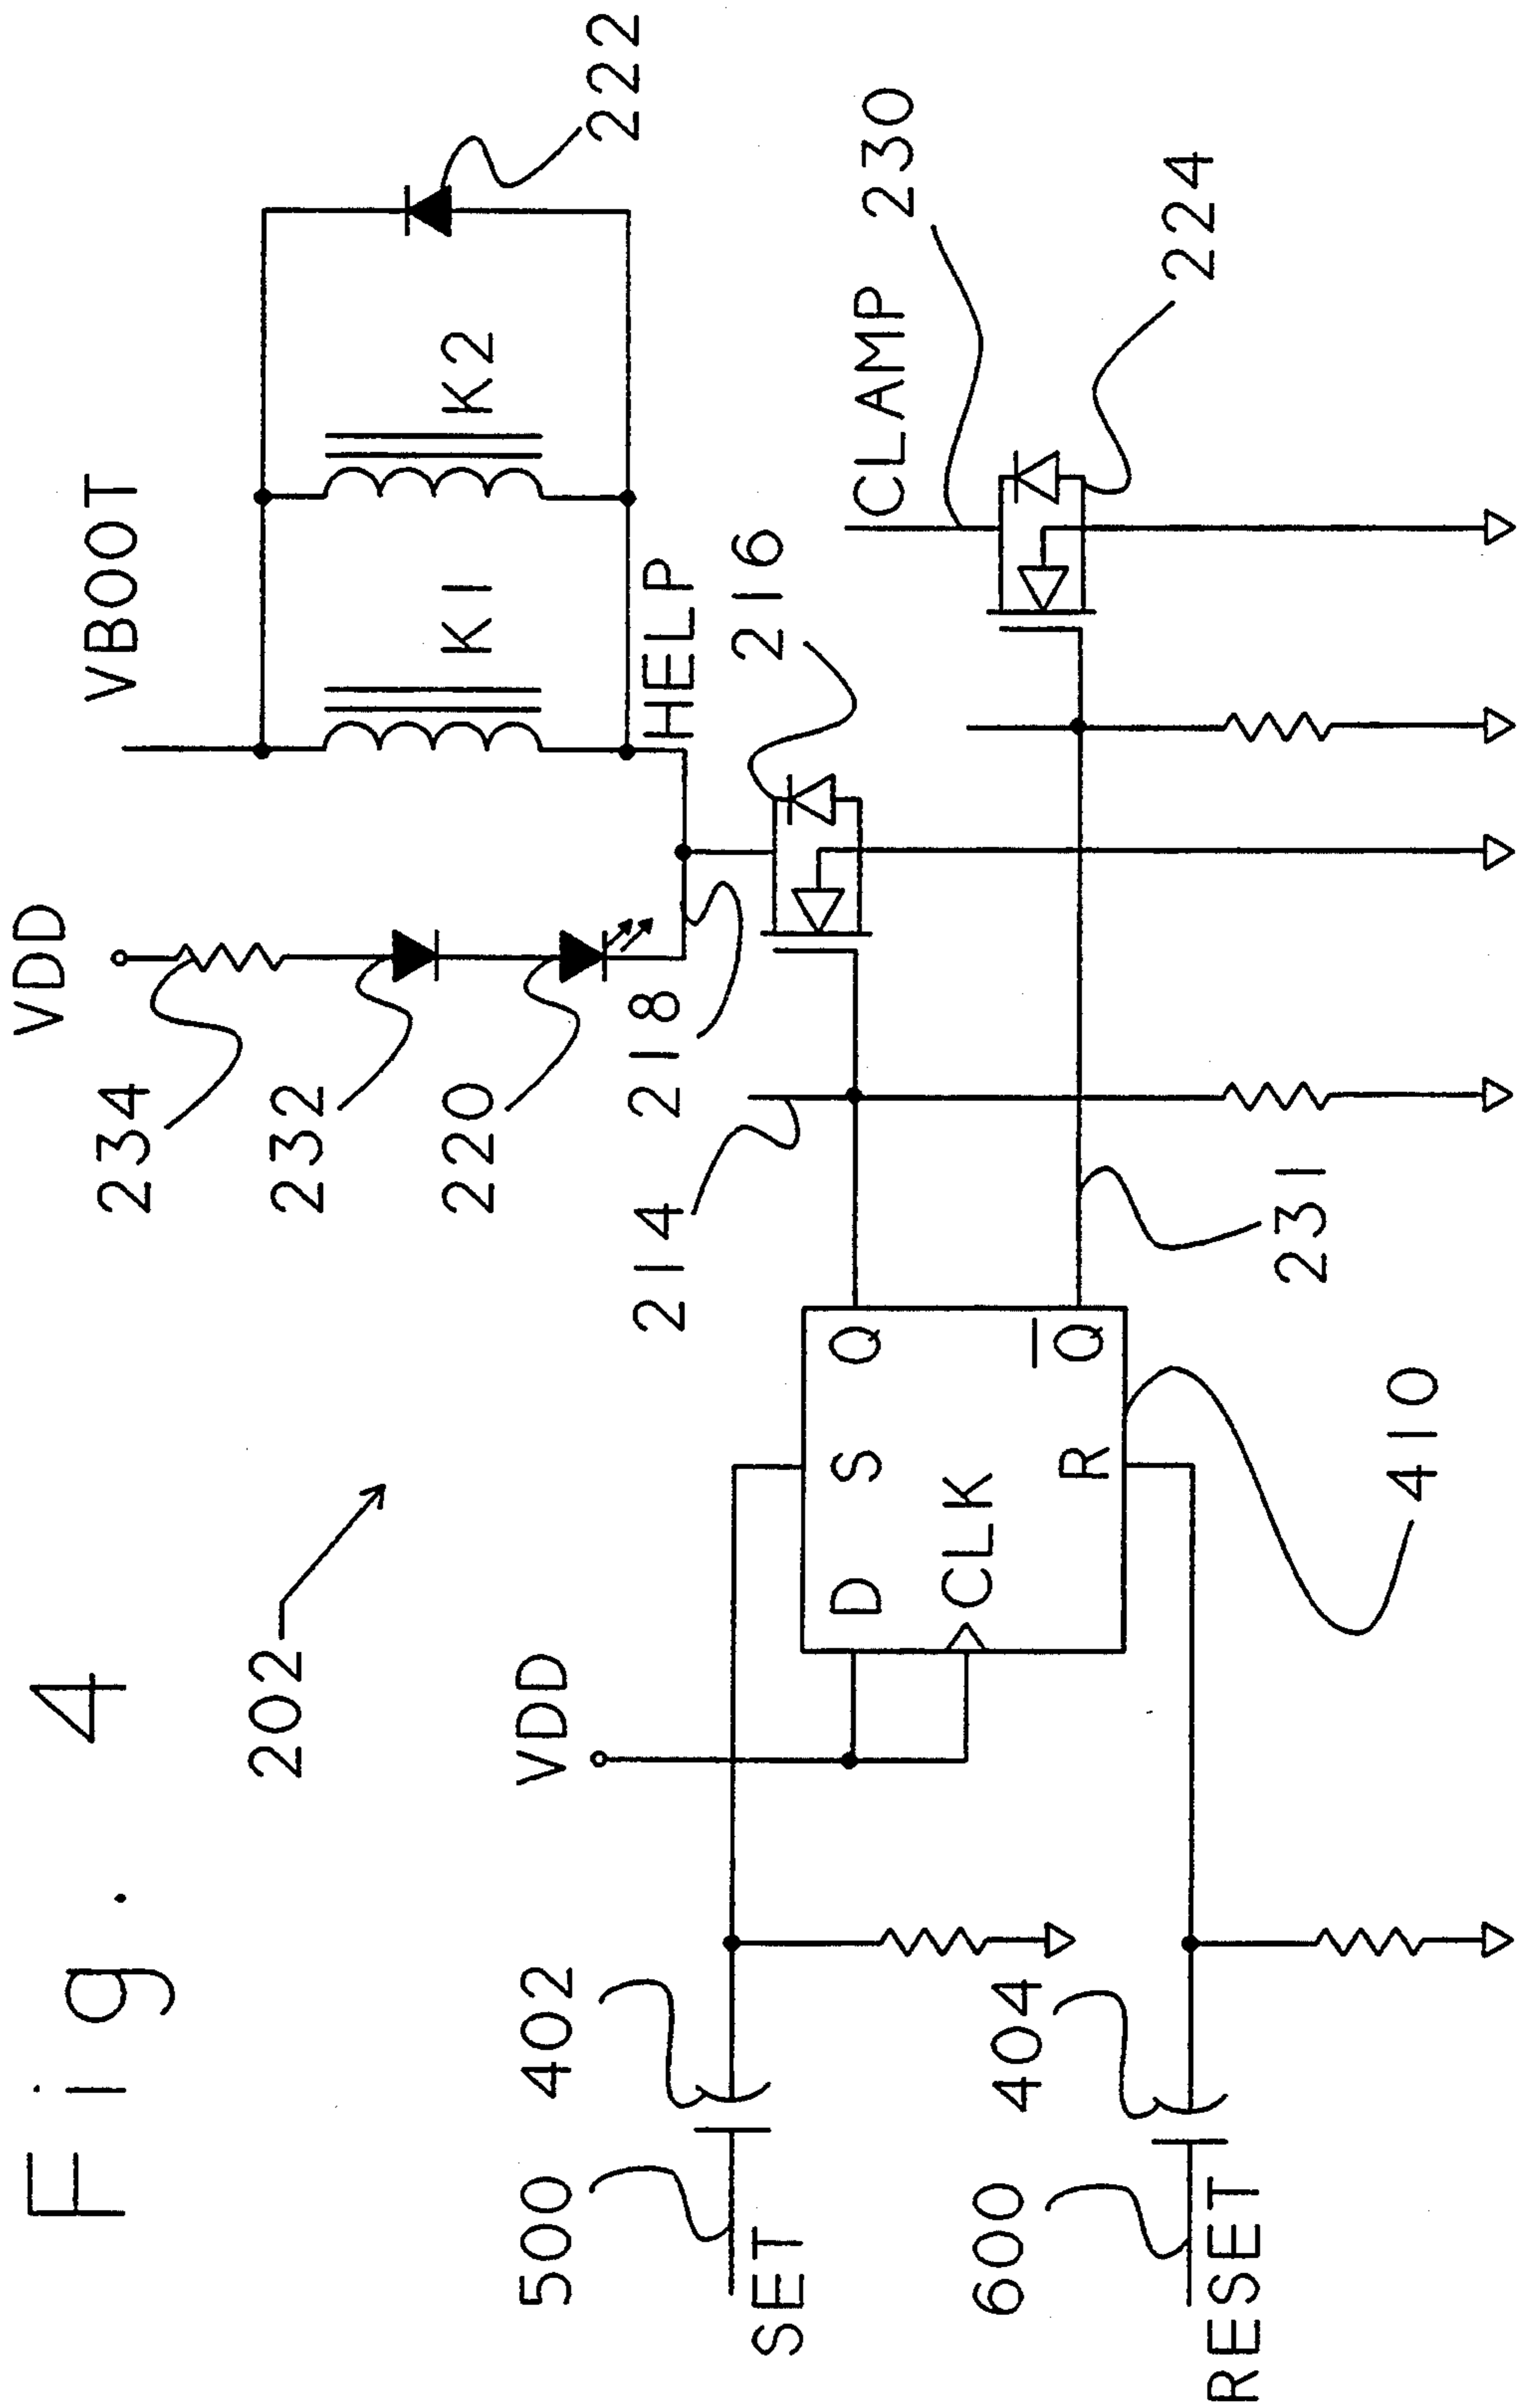 Fig. 4
202
VDD
234
232
220
218
VBOOT
K1
K2
222
HELP
216
CLAMP
230
224
214
231
VDD
D
S
Q
CLK
R
Q
410
500
402
SET
600
404
RESET